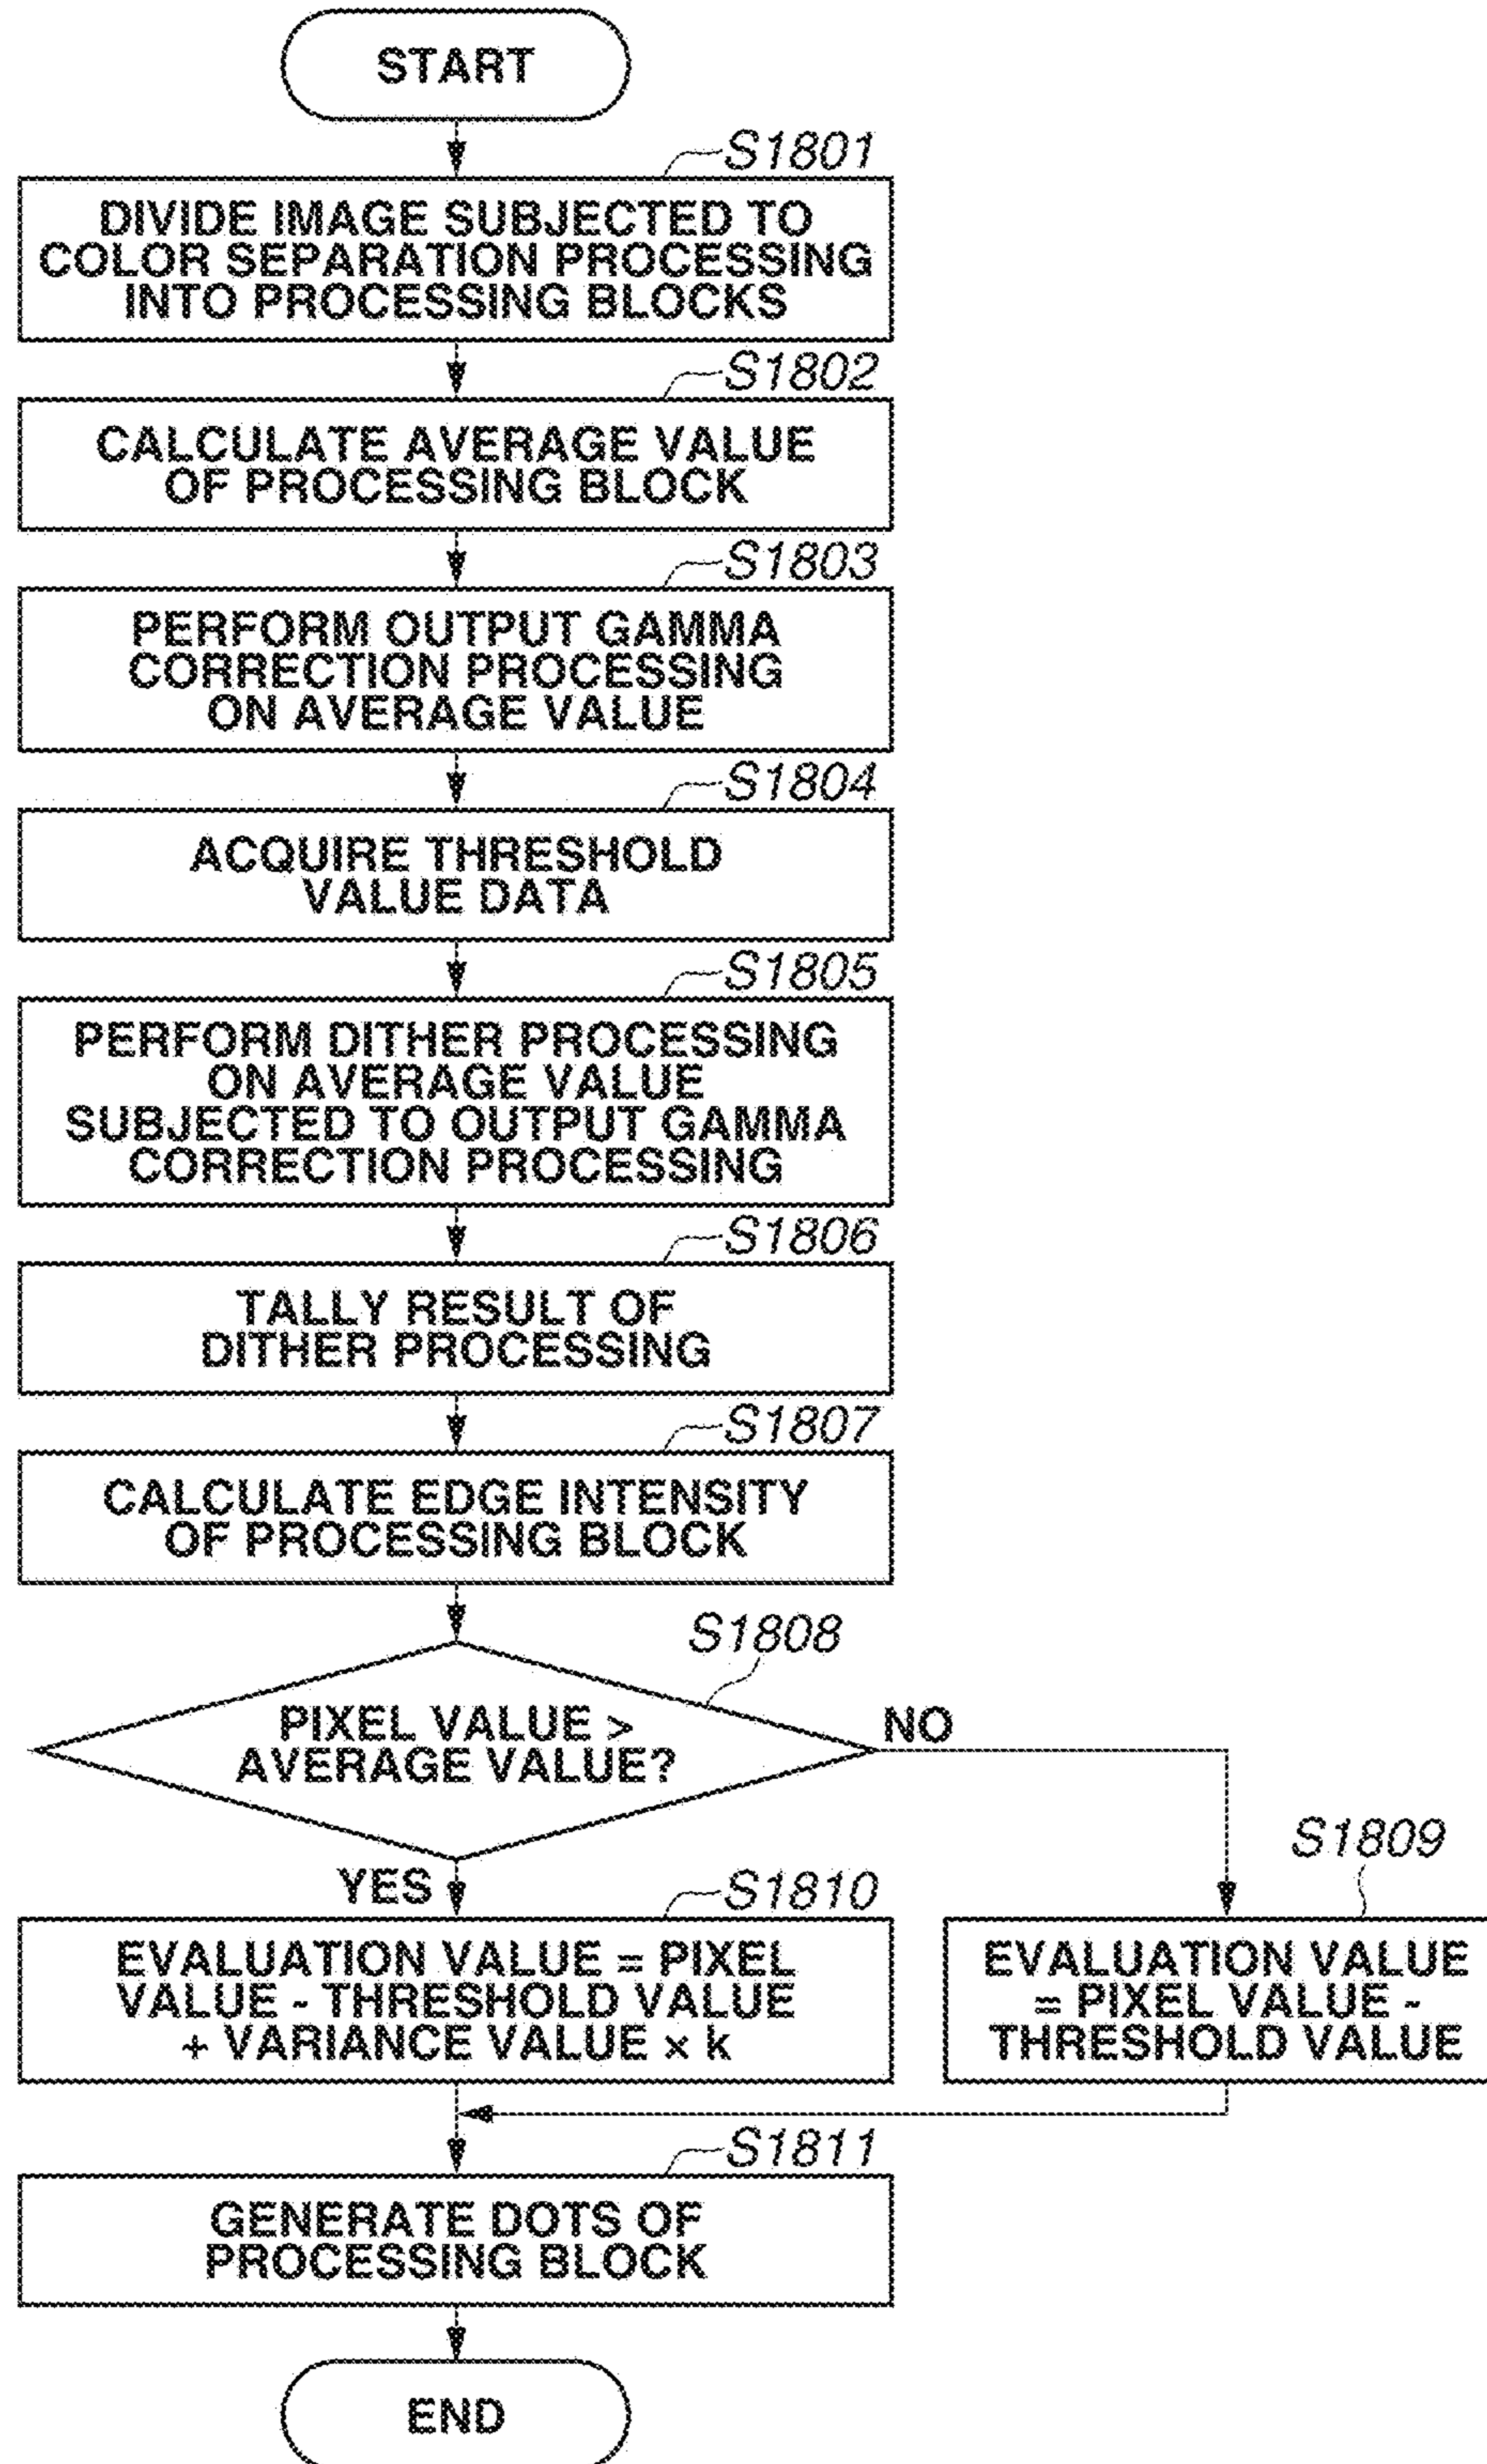 START
S1801
DIVIDE IMAGE SUBJECTED TO
COLOR SEPARATION PROCESSING
INTO PROCESSING BLOCKS
S1802
CALCULATE AVERAGE VALUE
OF PROCESSING BLOCK
S1803
PERFORM OUTPUT GAMMA
CORRECTION PROCESSING
ON AVERAGE VALUE
S1804
ACQUIRE THRESHOLD
VALUE DATA
S1805
PERFORM DITHER PROCESSING
ON AVERAGE VALUE
SUBJECTED TO OUTPUT GAMMA
CORRECTION PROCESSING
S1806
TALLY RESULT OF
DITHER PROCESSING
S1807
CALCULATE EDGE INTENSITY
OF PROCESSING BLOCK
S1808
PIXEL VALUE >
AVERAGE VALUE?
NO
YES
S1810
EVALUATION VALUE = PIXEL
VALUE - THRESHOLD VALUE
+ VARIANCE VALUE × k
S1809
EVALUATION VALUE
= PIXEL VALUE -
THRESHOLD VALUE
S1811
GENERATE DOTS OF
PROCESSING BLOCK
END